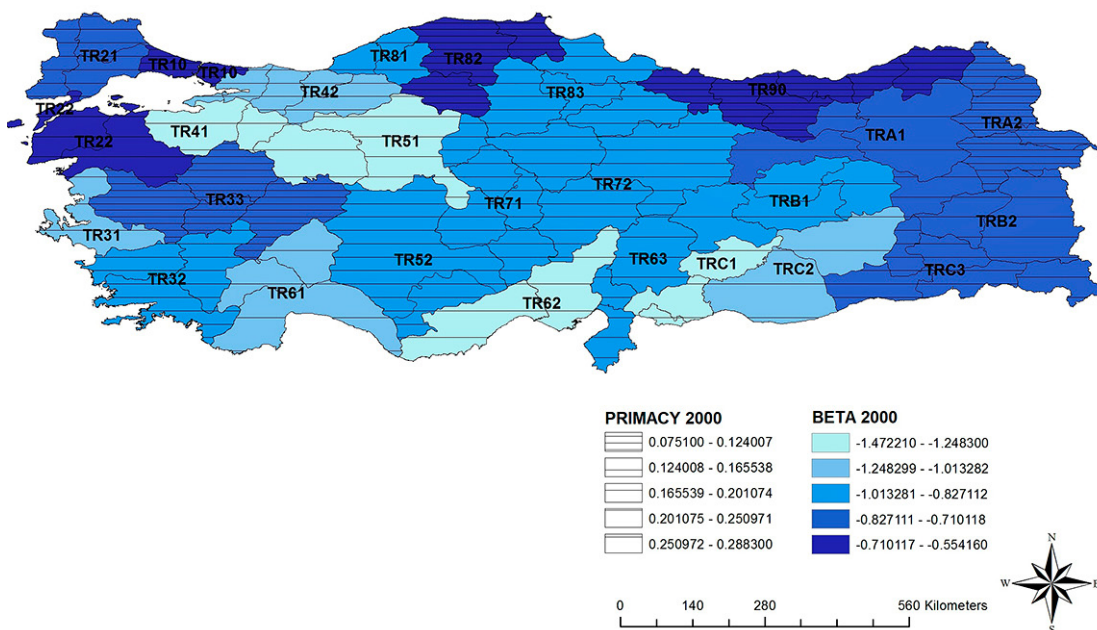 TR21
TR10
TR10
TR81
TR82
TR42
TR83
TR90
TR22
TR22
TR41
TR51
TRA1
TRA2
TR33
TR72
TR71
TRB1
TRB2
TR31
TR32
TR52
TR63
TRC1
TRC2
TRC3
TR61
TR62
PRIMACY 2000
0.075100 - 0.124007
0.124008 - 0.165538
0.165539 - 0.201074
0.201075 - 0.250971
0.250972 - 0.288300
BETA 2000
-1.472210 - -1.248300
-1.248299 - -1.013282
-1.013281 - -0.827112
-0.827111 - -0.710118
-0.710117 - -0.554160
N
W
E
S
0 140 280 560 Kilometers